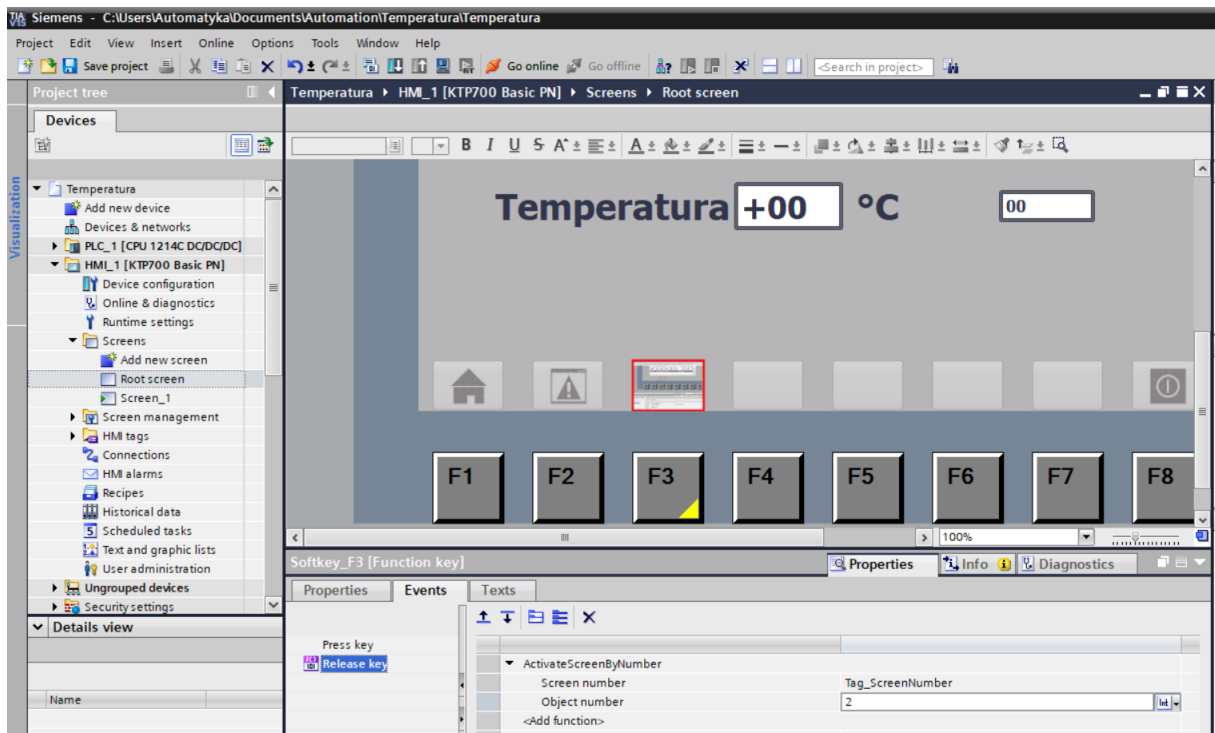 Siemens - C:\Users\Automatyka\Documents\Automation\Temperatura\Temperatura
Project Edit View Insert Online Options Tools Window Help
Save project Go online Go offline <Search in project>
Project tree
Temperatura HMI_1 [KTP700 Basic PN] Screens Root screen
Devices
B I U S A A
Visualization
Temperatura
Add new device
Devices & networks
PLC_1 [CPU 1214C DC/DC/DC]
HMI_1 [KTP700 Basic PN]
Device configuration
Online & diagnostics
Runtime settings
Screens
Add new screen
Root screen
Screen_1
Screen management
HMI tags
Connections
HMI alarms
Recipes
Historical data
Scheduled tasks
Text and graphic lists
User administration
Ungrouped devices
Security settings
Temperatura +00 °C 00
F1 F2 F3 F4 F5 F6 F7 F8
100%
Details view
Name
Softkey_F3 [Function key]
Properties Info Diagnostics
Properties Events Texts
Press key
Release key
ActivateScreenByNumber
Screen number Tag_ScreenNumber
Object number 2 Int
<Add function>